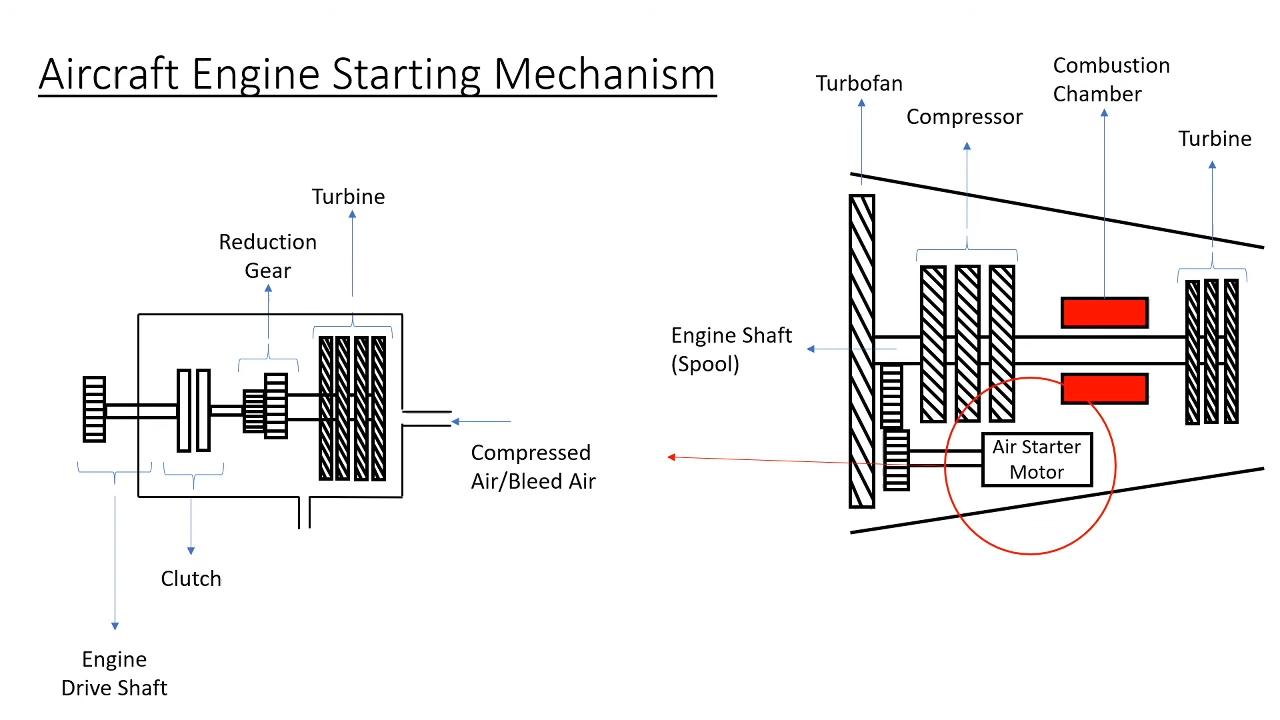 Aircraft Engine Starting Mechanism
Turbine
Reduction
Gear
Compressed
Air/Bleed Air
Clutch
Engine
Drive Shaft
Turbofan
Compressor
Combustion
Chamber
Turbine
Engine Shaft
(Spool)
Air Starter
Motor